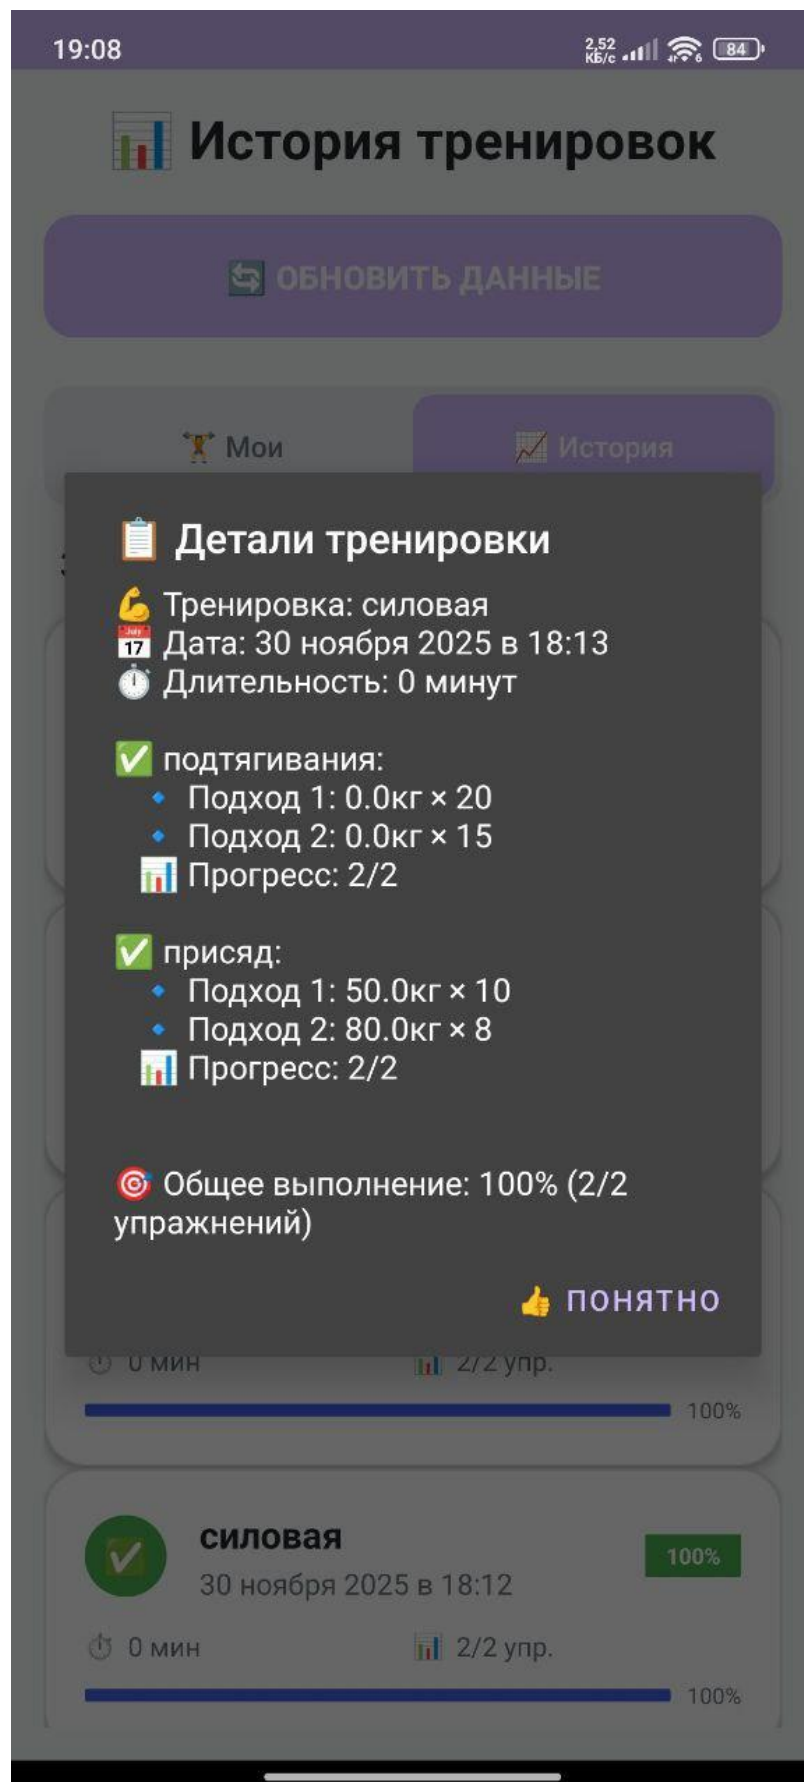 19:08
2,52
КБ/с
84
История тренировок
ОБНОВИТЬ ДАННЫЕ
Мои
История
Детали тренировки
Тренировка: силовая
Дата: 30 ноября 2025 в 18:13
Длительность: 0 минут
подтягивания:
Подход 1: 0.0кг × 20
Подход 2: 0.0кг × 15
Прогресс: 2/2
присяд:
Подход 1: 50.0кг × 10
Подход 2: 80.0кг × 8
Прогресс: 2/2
Общее выполнение: 100% (2/2
упражнений)
ПОНЯТНО
0 мин
2/2 упр.
100%
силовая
100%
30 ноября 2025 в 18:12
0 мин
2/2 упр.
100%